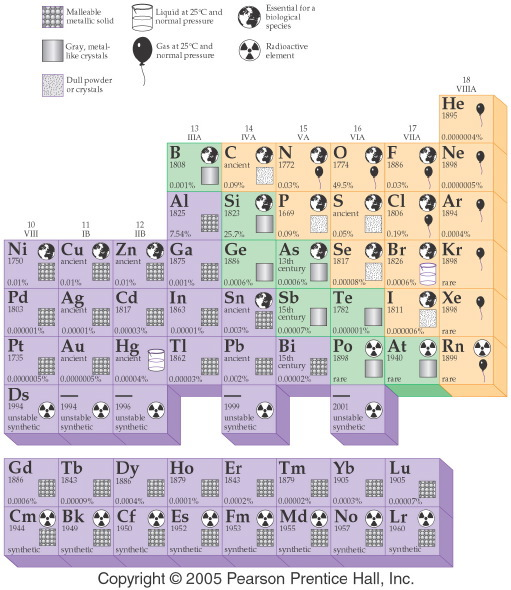 Malleable
metallic solid
Liquid at 25°C and
normal pressure
Essential for a
biological
species
Gray, metal-
like crystals
Gas at 25°C and
normal pressure
Radioactive
element
Dull powder
or crystals
18
VIIIA
He
1895
0.0000004%
13
IIIA
14
IVA
15
VA
16
VIA
17
VIIA
B
1808
0.001%
C
ancient
0.09%
N
1772
0.03%
O
1774
49.5%
F
1886
0.03%
Ne
1898
0.0000005%
Al
1825
7.54%
Si
1823
25.7%
P
1669
0.09%
S
ancient
0.05%
Cl
1806
0.19%
Ar
1894
0.0004%
10
VIII
11
IB
12
IIB
Ni
1750
0.01%
Cu
ancient
0.01%
Zn
ancient
0.01%
Ga
1875
0.001%
Ge
1886
0.0006%
As
13th
century
0.0006%
Se
1817
0.00008%
Br
1826
0.0006%
Kr
1898
rare
Pd
1803
0.000001%
Ag
ancient
0.00001%
Cd
1817
0.00003%
In
1863
0.00001%
Sn
ancient
0.003%
Sb
15th
century
0.00007%
Te
1782
0.000001%
I
1811
0.000006%
Xe
1898
rare
Pt
1735
0.0000005%
Au
ancient
0.0000005%
Hg
ancient
0.00004%
Tl
1862
0.00003%
Pb
ancient
0.002%
Bi
15th
century
0.00002%
Po
1898
rare
At
1940
rare
Rn
1899
rare
Ds
1994
unstable
synthetic
1994
unstable
synthetic
1996
unstable
synthetic
1999
unstable
synthetic
2001
unstable
synthetic
Gd
1886
0.0006%
Tb
1843
0.00009%
Dy
1886
0.0004%
Ho
1879
0.0001%
Er
1843
0.0002%
Tm
1879
0.00002%
Yb
1905
0.0003%
Lu
1905
0.00007%
Cm
1944
synthetic
Bk
1949
synthetic
Cf
1950
synthetic
Es
1952
synthetic
Fm
1953
synthetic
Md
1955
synthetic
No
1957
synthetic
Lr
1960
synthetic
Copyright © 2005 Pearson Prentice Hall, Inc.